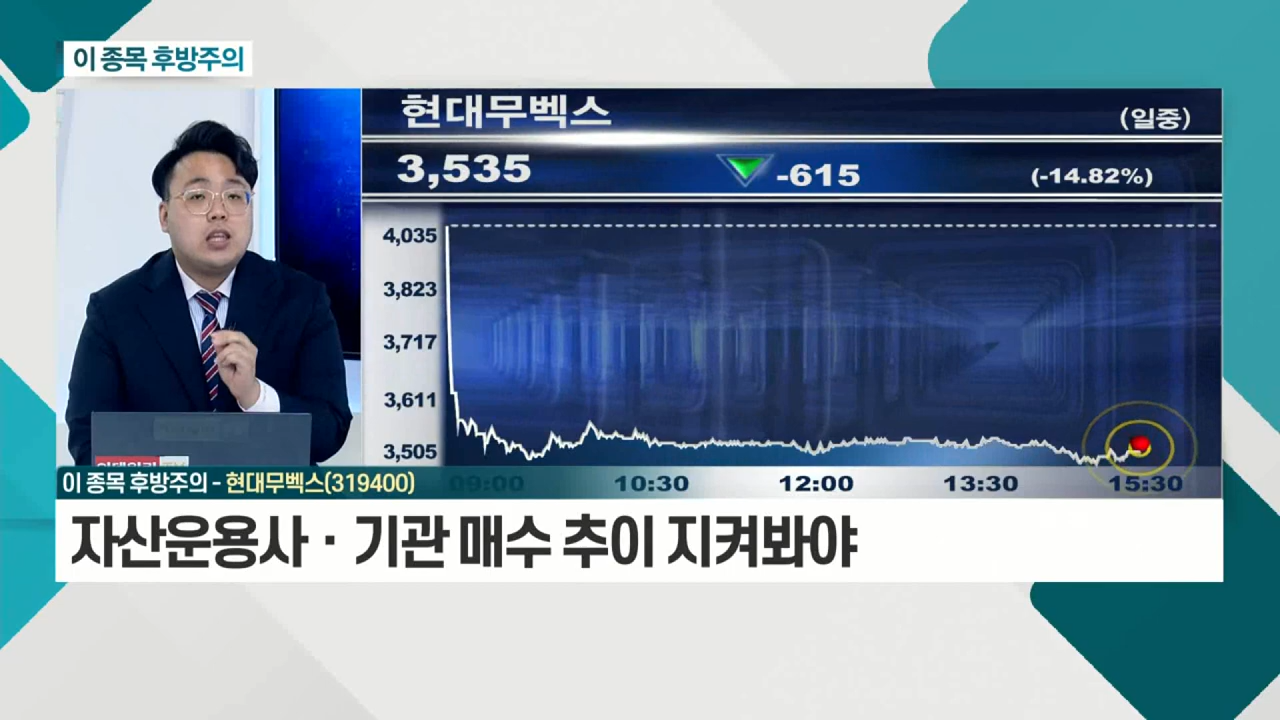 이 종목 후방주의
현대무벡스
(일중)
3,535
-615
(-14.82%)
4,035
3,823
3,717
3,611
3,505
09:00
10:30
12:00
13:30
15:30
이 종목 후방주의 - 현대무벡스(319400)
자산운용사 · 기관 매수 추이 지켜봐야